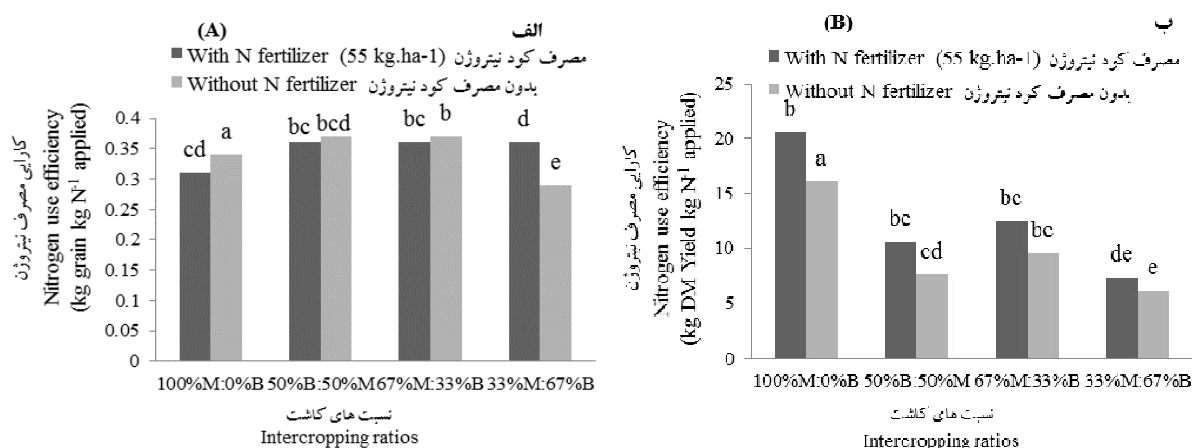 (A) الف
With N fertilizer (55 kg.ha-1) مصرف کود نیتروژن
Without N fertilizer بدون مصرف کود نیتروژن
کارایی مصرف نیتروژن
Nitrogen use efficiency
(kg grain kg N-1 applied)
0.4
0.35
0.3
0.25
0.2
0.15
0.1
0.05
0
cd a bc bcd bc b d e
100%M:0%B 50%B:50%M 67%M:33%B 33%M:67%B
نسبت های کاشت
Intercropping ratios
(B) ب
With N fertilizer (55 kg.ha-1) مصرف کود نیتروژن
Without N fertilizer بدون مصرف کود نیتروژن
کارایی مصرف نیتروژن
Nitrogen use efficiency
(kg DM Yield kg N-1 applied)
25
20
15
10
5
0
b a bc cd bc bc de e
100%M:0%B 50%B:50%M 67%M:33%B 33%M:67%B
نسبت های کاشت
Intercropping ratios